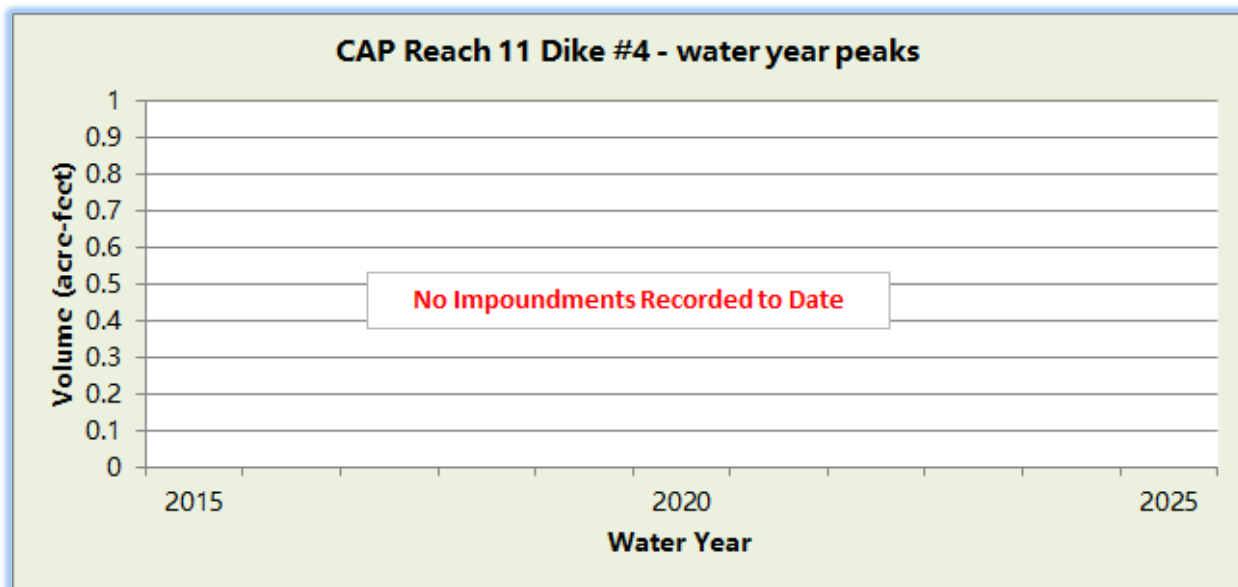 CAP Reach 11 Dike #4 - water year peaks
1
0.9
0.8
0.7
0.6
0.5
0.4
0.3
0.2
0.1
0
Volume (acre-feet)
No Impoundments Recorded to Date
2015 2020 2025
Water Year